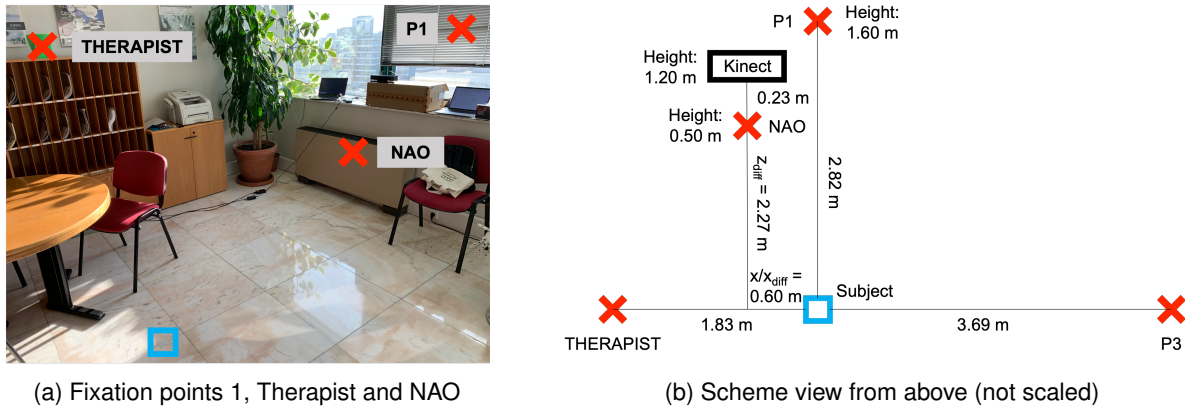 THERAPIST
P1
NAO
(a) Fixation points 1, Therapist and NAO
P1
Height:
1.60 m
Height:
1.20 m
Kinect
0.23 m
Height:
0.50 m
NAO
z_diff = 2.27 m
2.82 m
x/x_diff =
0.60 m
Subject
1.83 m
3.69 m
THERAPIST
P3
(b) Scheme view from above (not scaled)